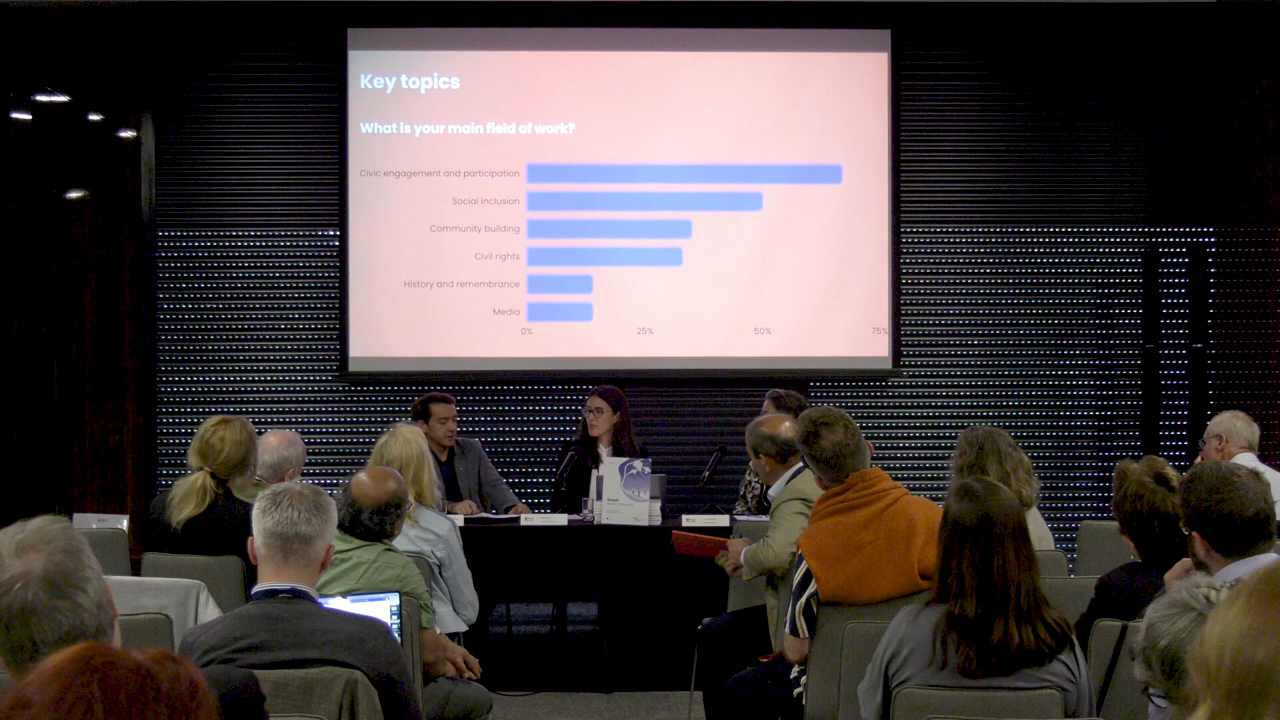 Key topics
What is your main field of work?
Civic engagement and participation
Social inclusion
Community building
Civil rights
History and remembrance
Media
0% 25% 50% 75%